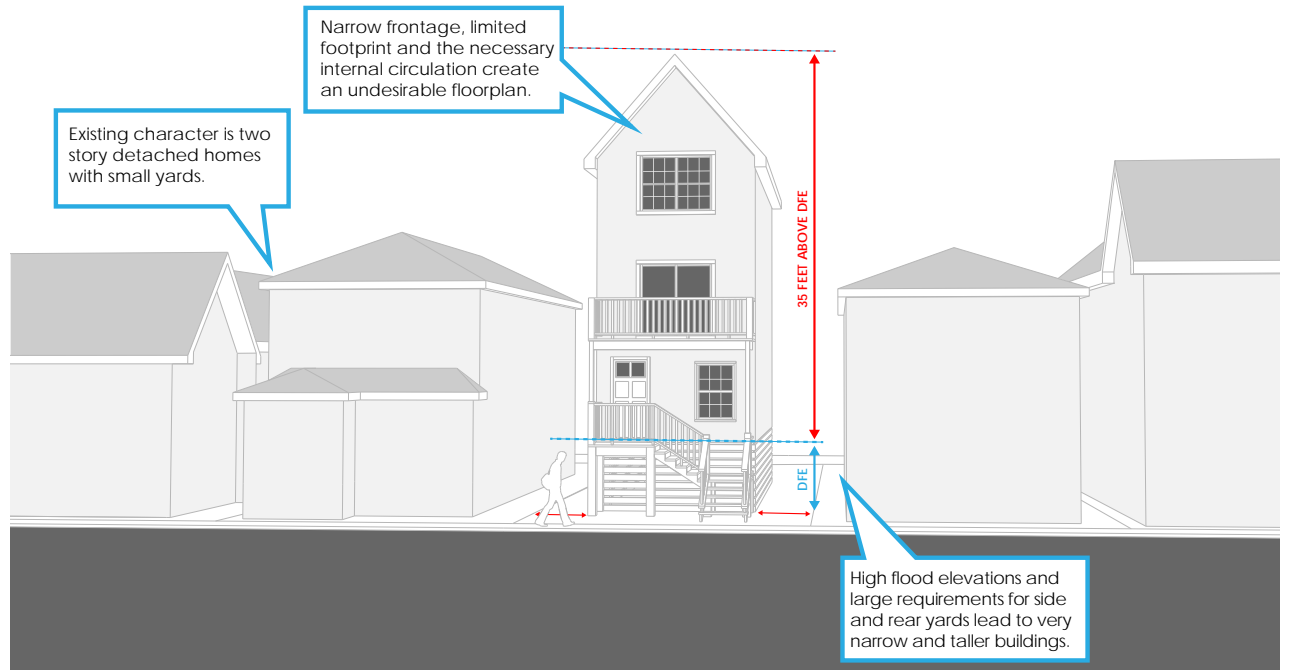 Narrow frontage, limited
footprint and the necessary
internal circulation create
an undesirable floorplan.
Existing character is two
story detached homes
with small yards.
35 FEET ABOVE DFE
DFE
High flood elevations and
large requirements for side
and rear yards lead to very
narrow and taller buildings.